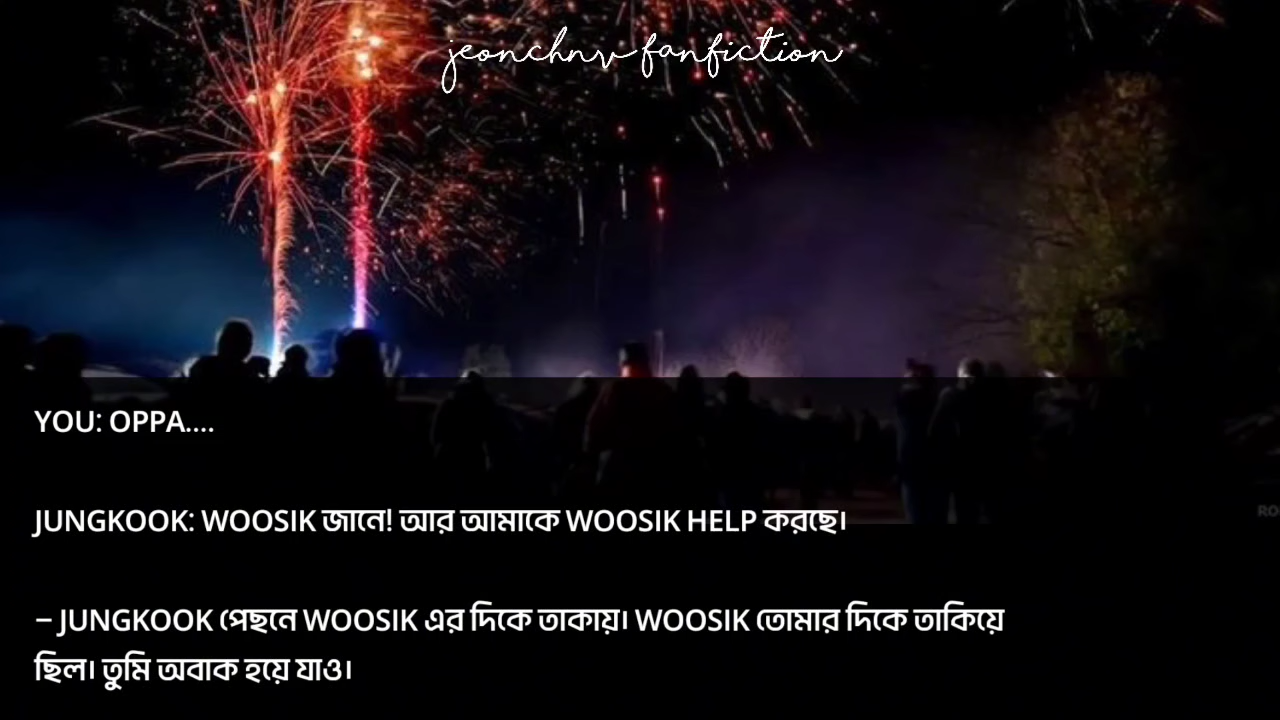 jeonchnv fanfiction
YOU: OPPA....
JUNGKOOK: WOOSIK জানে! আর আমাকে WOOSIK HELP করছে।
– JUNGKOOK পেছনে WOOSIK এর দিকে তাকায়। WOOSIK তোমার দিকে তাকিয়ে
ছিল। তুমি অবাক হয়ে যাও।